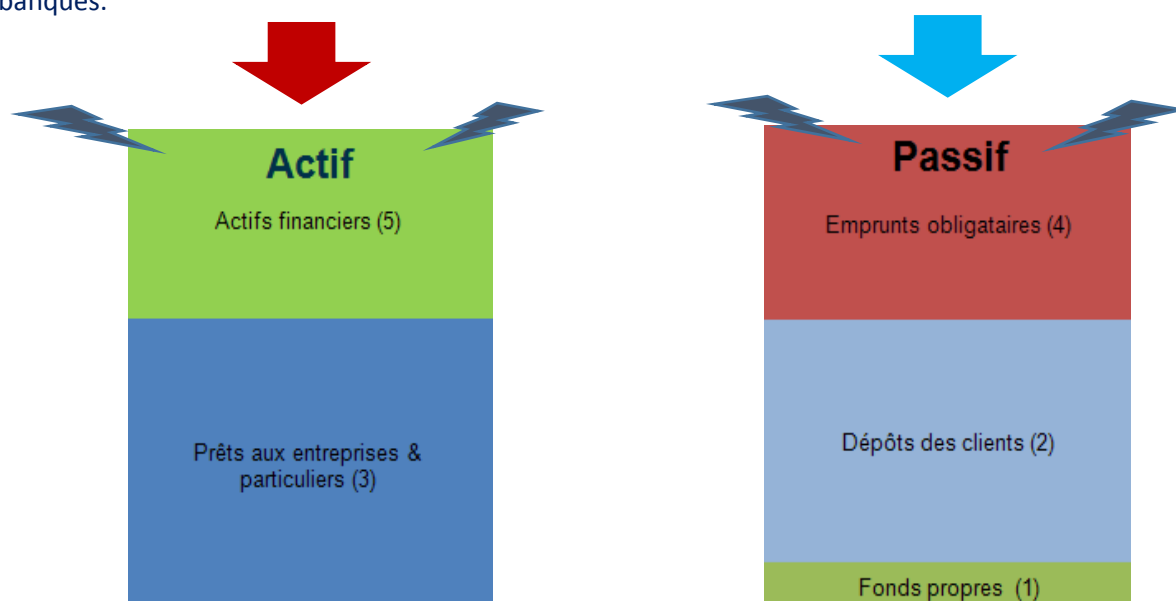 banques.
Actif
Actifs financiers (5)
Prêts aux entreprises &
particuliers (3)
Passif
Emprunts obligataires (4)
Dépôts des clients (2)
Fonds propres (1)